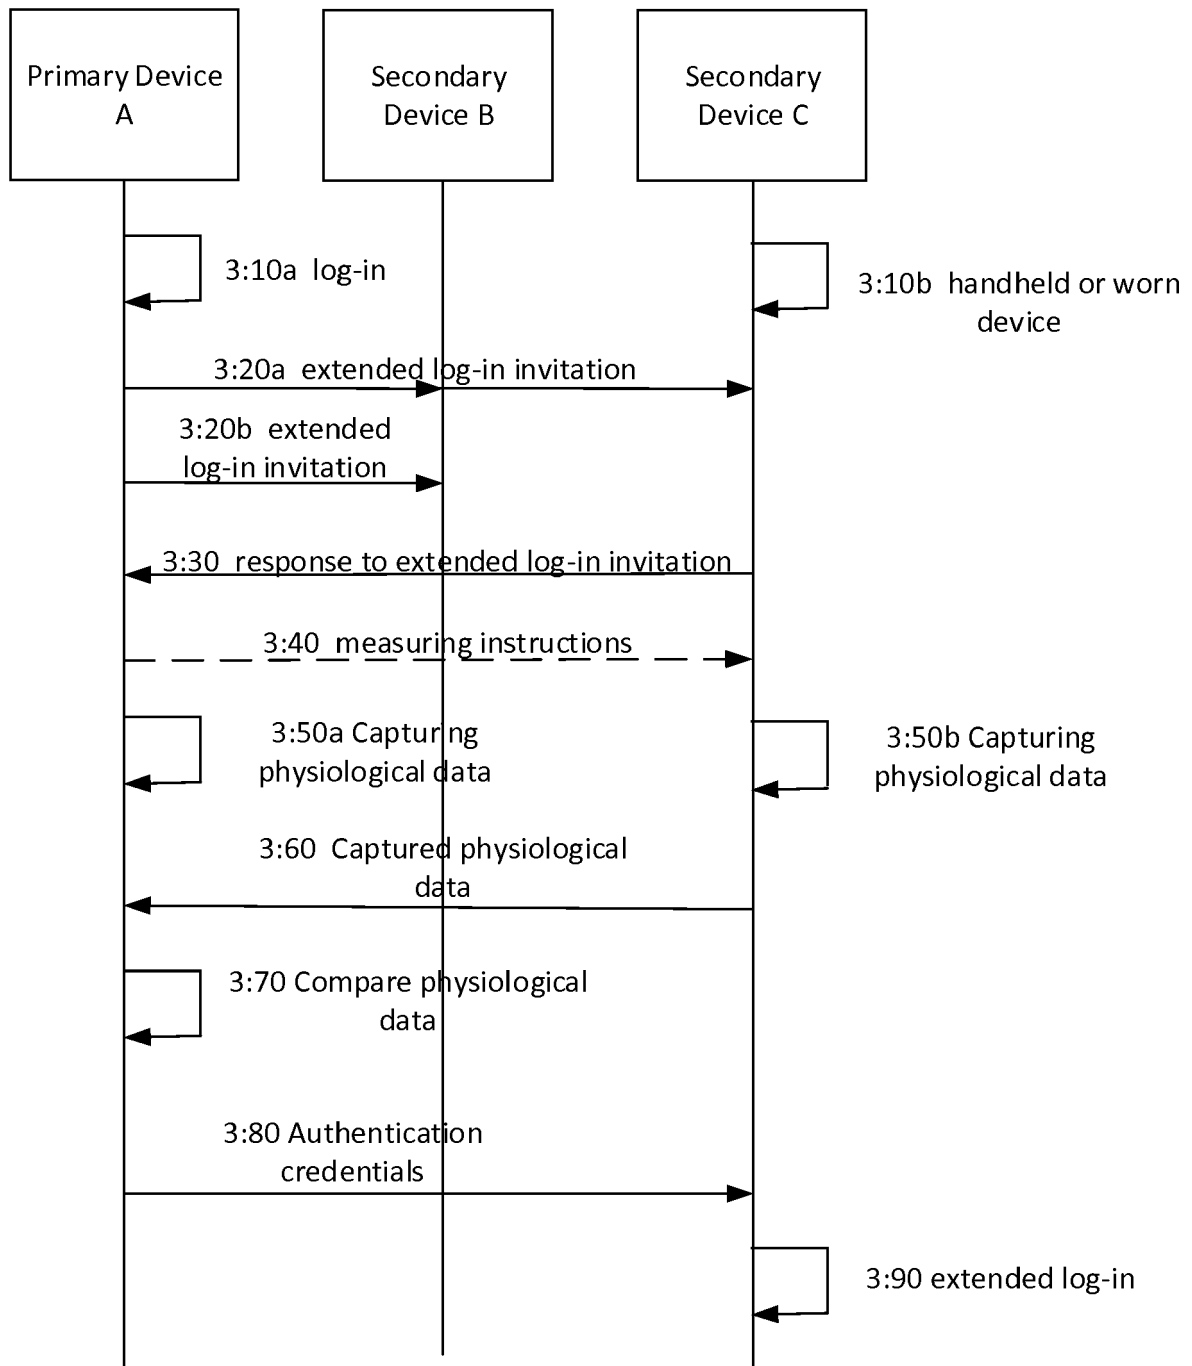 Primary Device
A
Secondary
Device B
Secondary
Device C
3:10a log-in
3:10b handheld or worn
device
3:20a extended log-in invitation
3:20b extended
log-in invitation
3:30 response to extended log-in invitation
3:40 measuring instructions
3:50a Capturing
physiological data
3:50b Capturing
physiological data
3:60 Captured physiological
data
3:70 Compare physiological
data
3:80 Authentication
credentials
3:90 extended log-in